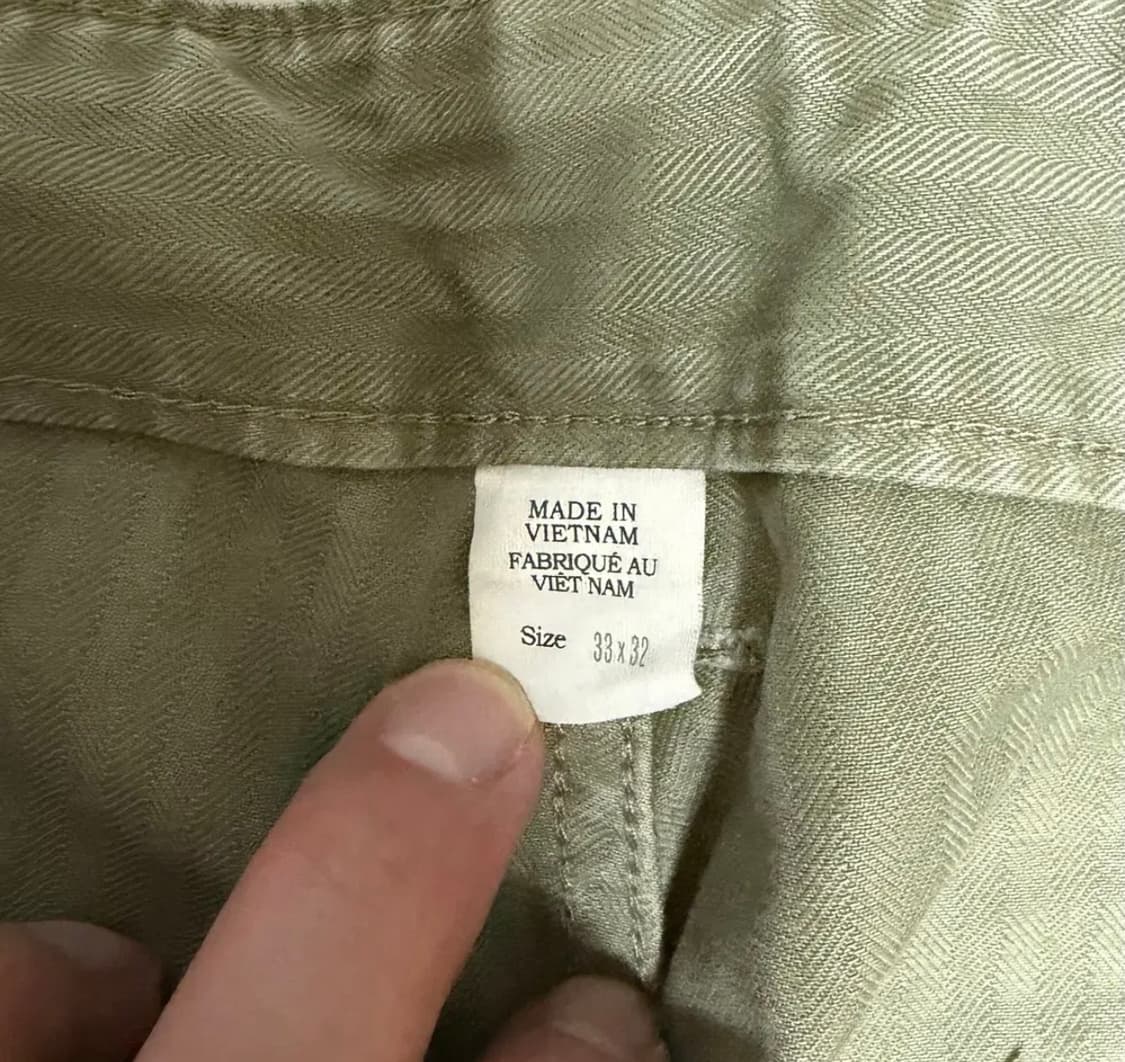 MADE IN
VIETNAM
FABRIQUÉ AU
VIÊT NAM
Size 33 x 32